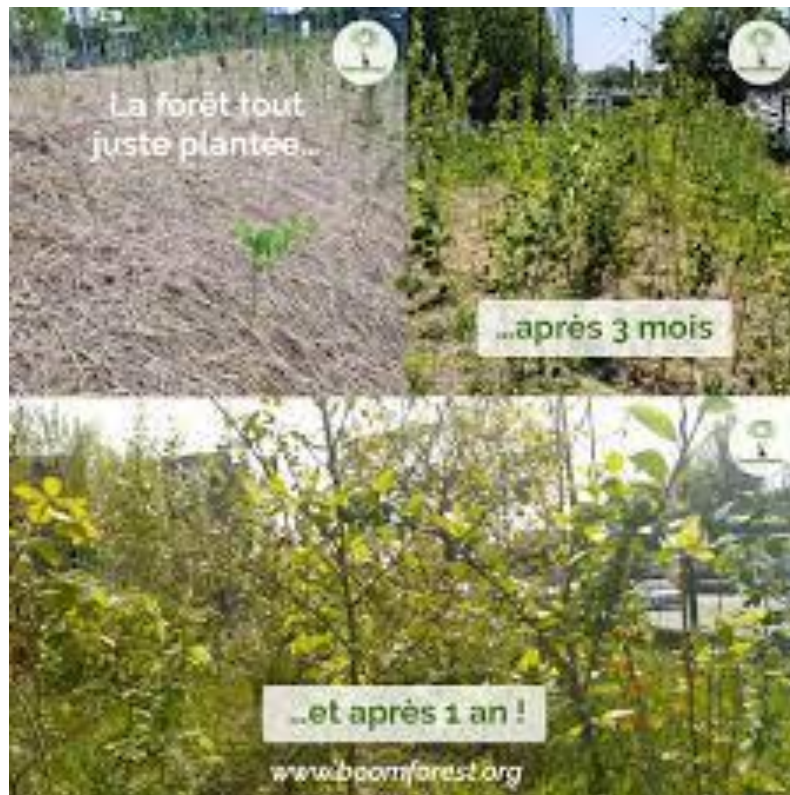 La forêt tout
juste plantée...
...après 3 mois
...et après 1 an !
www.boomforest.org